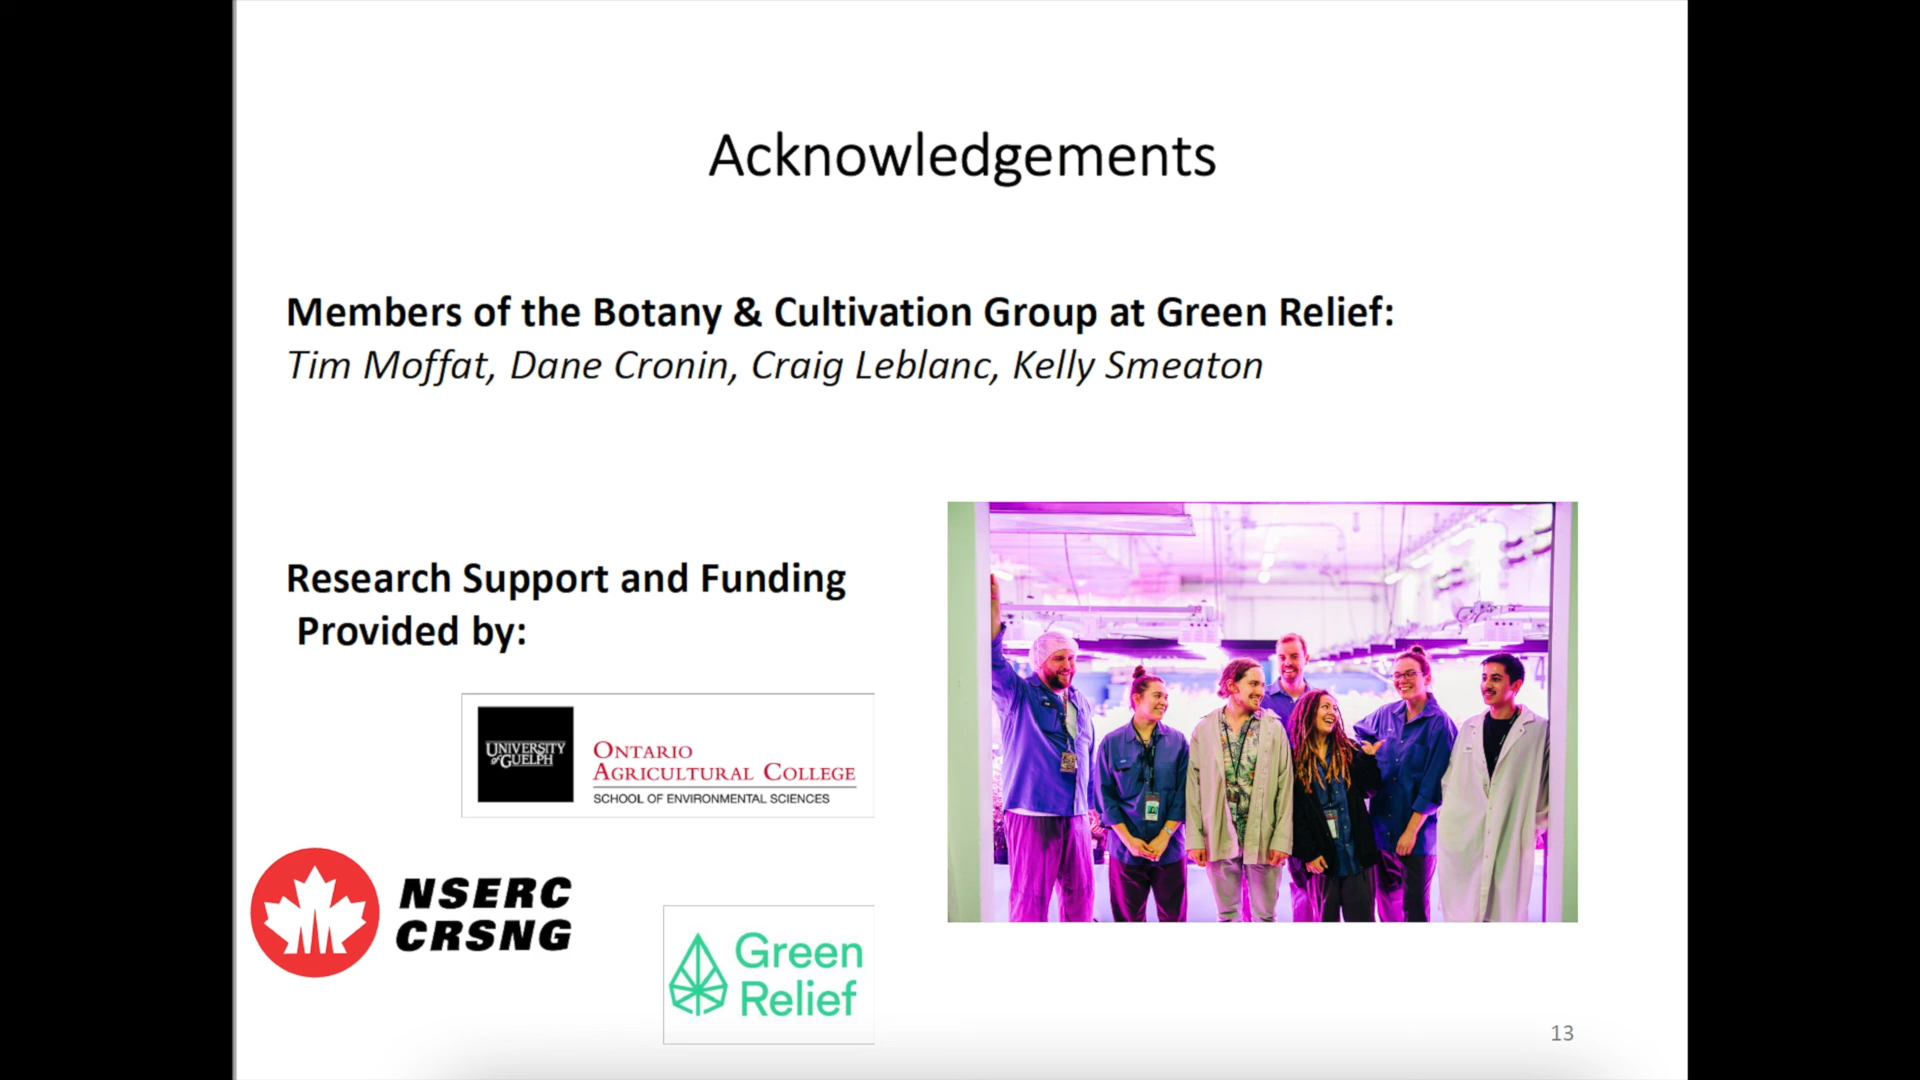 Acknowledgements
Members of the Botany & Cultivation Group at Green Relief:
Tim Moffat, Dane Cronin, Craig Leblanc, Kelly Smeaton
Research Support and Funding
Provided by:
UNIVERSITY
of GUELPH
ONTARIO
AGRICULTURAL COLLEGE
SCHOOL OF ENVIRONMENTAL SCIENCES
NSERC
CRSNG
Green
Relief
13